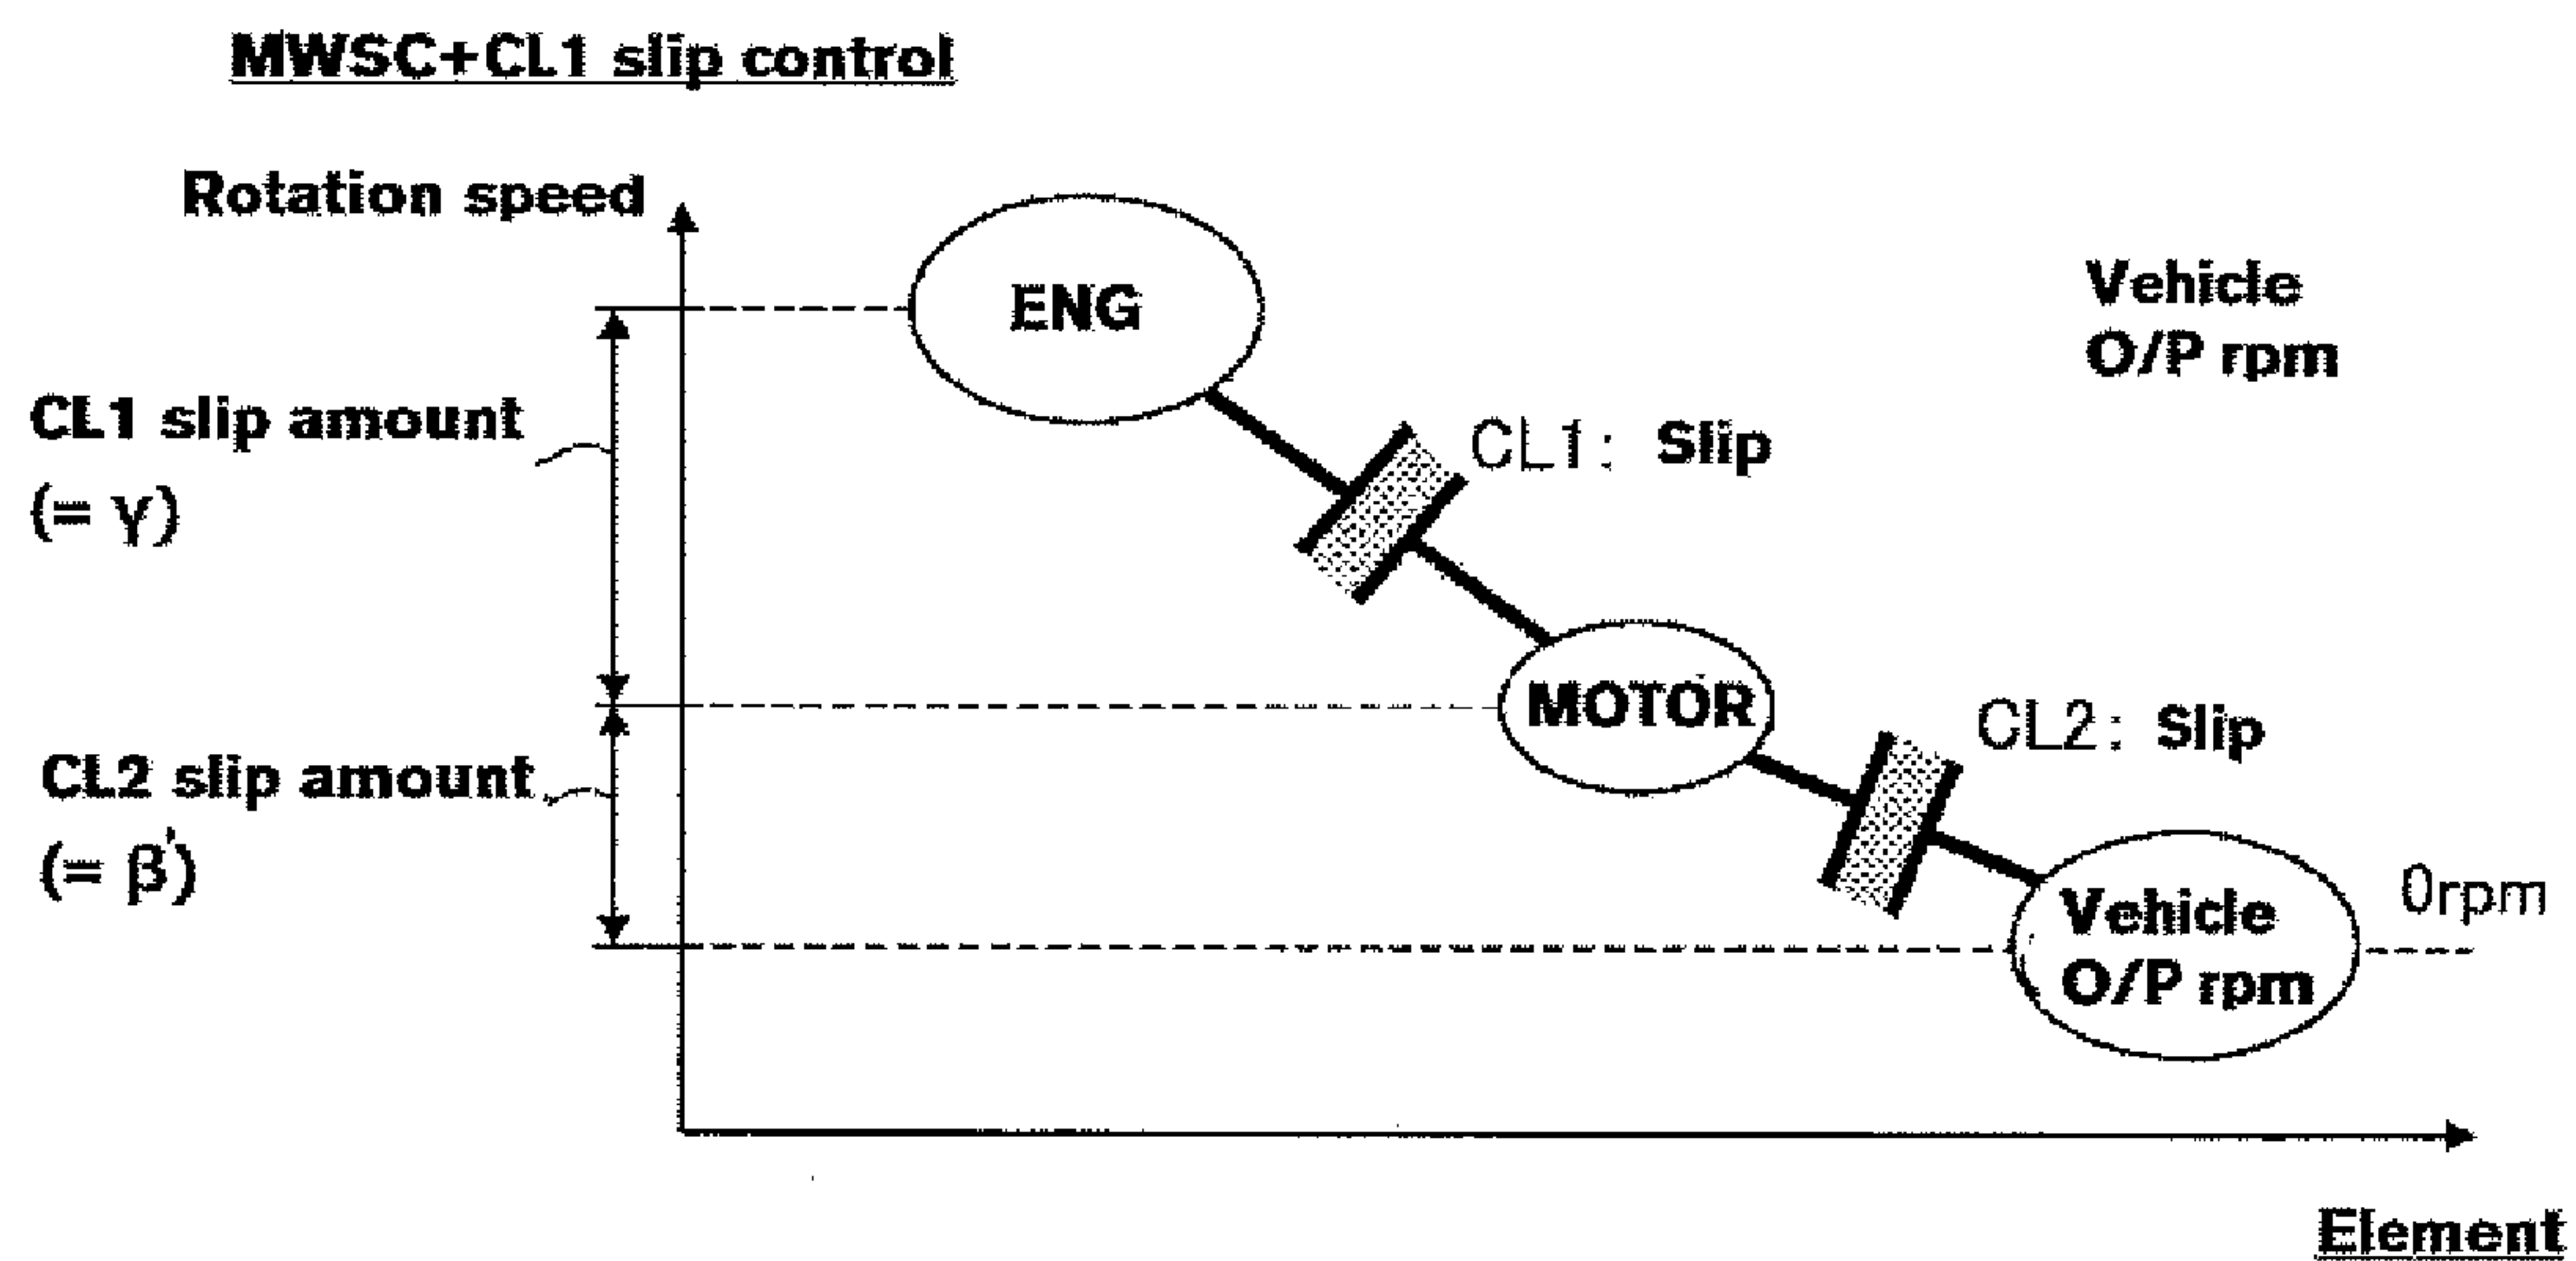 MWSC+CL1 slip control
Rotation speed
ENG
Vehicle
O/P rpm
CL1 slip amount
(= γ)
CL1: Slip
MOTOR
CL2: Slip
CL2 slip amount
(= β')
Vehicle
O/P rpm
0rpm
Element